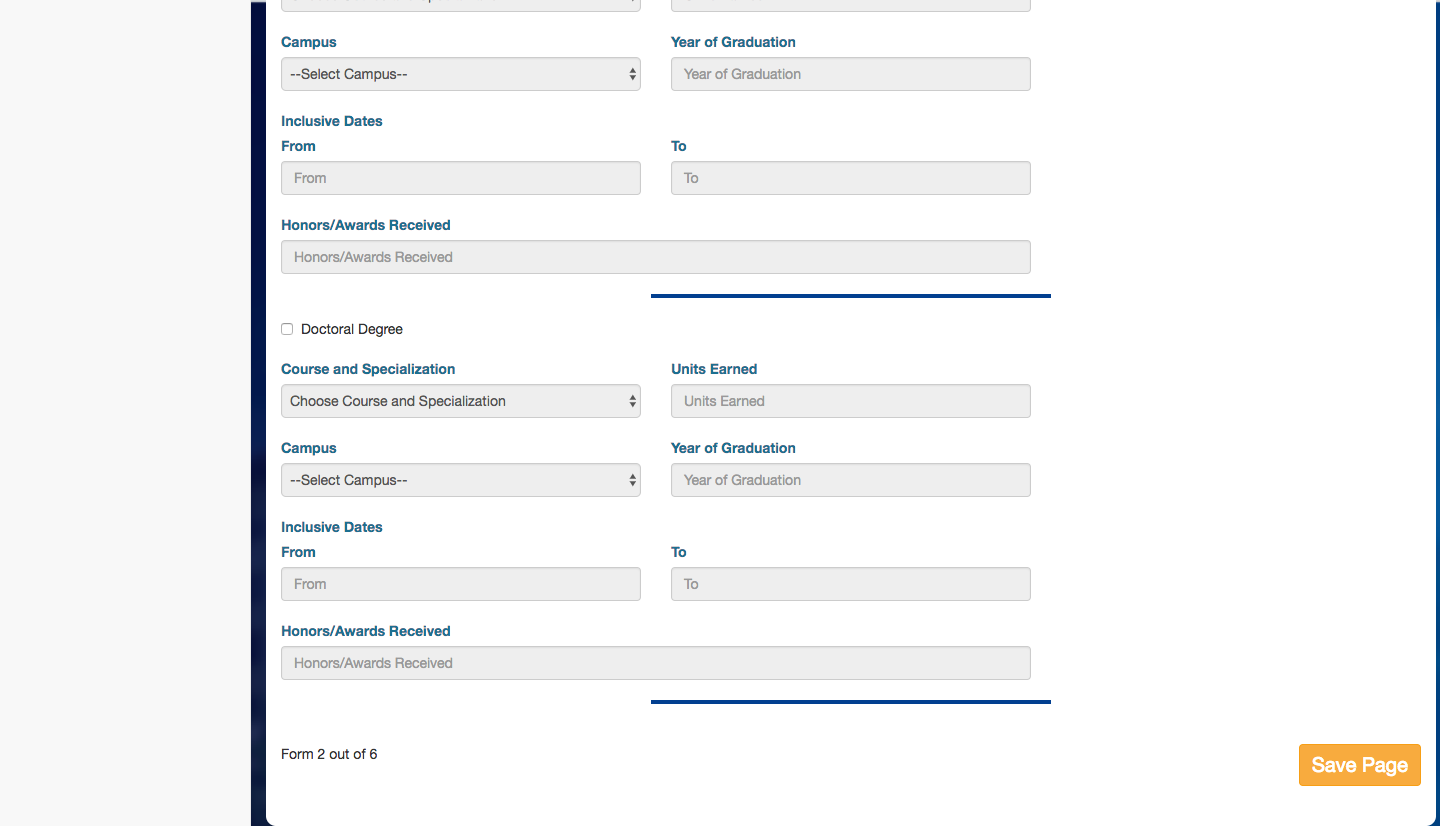 Campus Year of Graduation
--Select Campus-- Year of Graduation
Inclusive Dates
From To
From To
Honors/Awards Received
Honors/Awards Received
Doctoral Degree
Course and Specialization Units Earned
Choose Course and Specialization Units Earned
Campus Year of Graduation
--Select Campus-- Year of Graduation
Inclusive Dates
From To
From To
Honors/Awards Received
Honors/Awards Received
Form 2 out of 6
Save Page